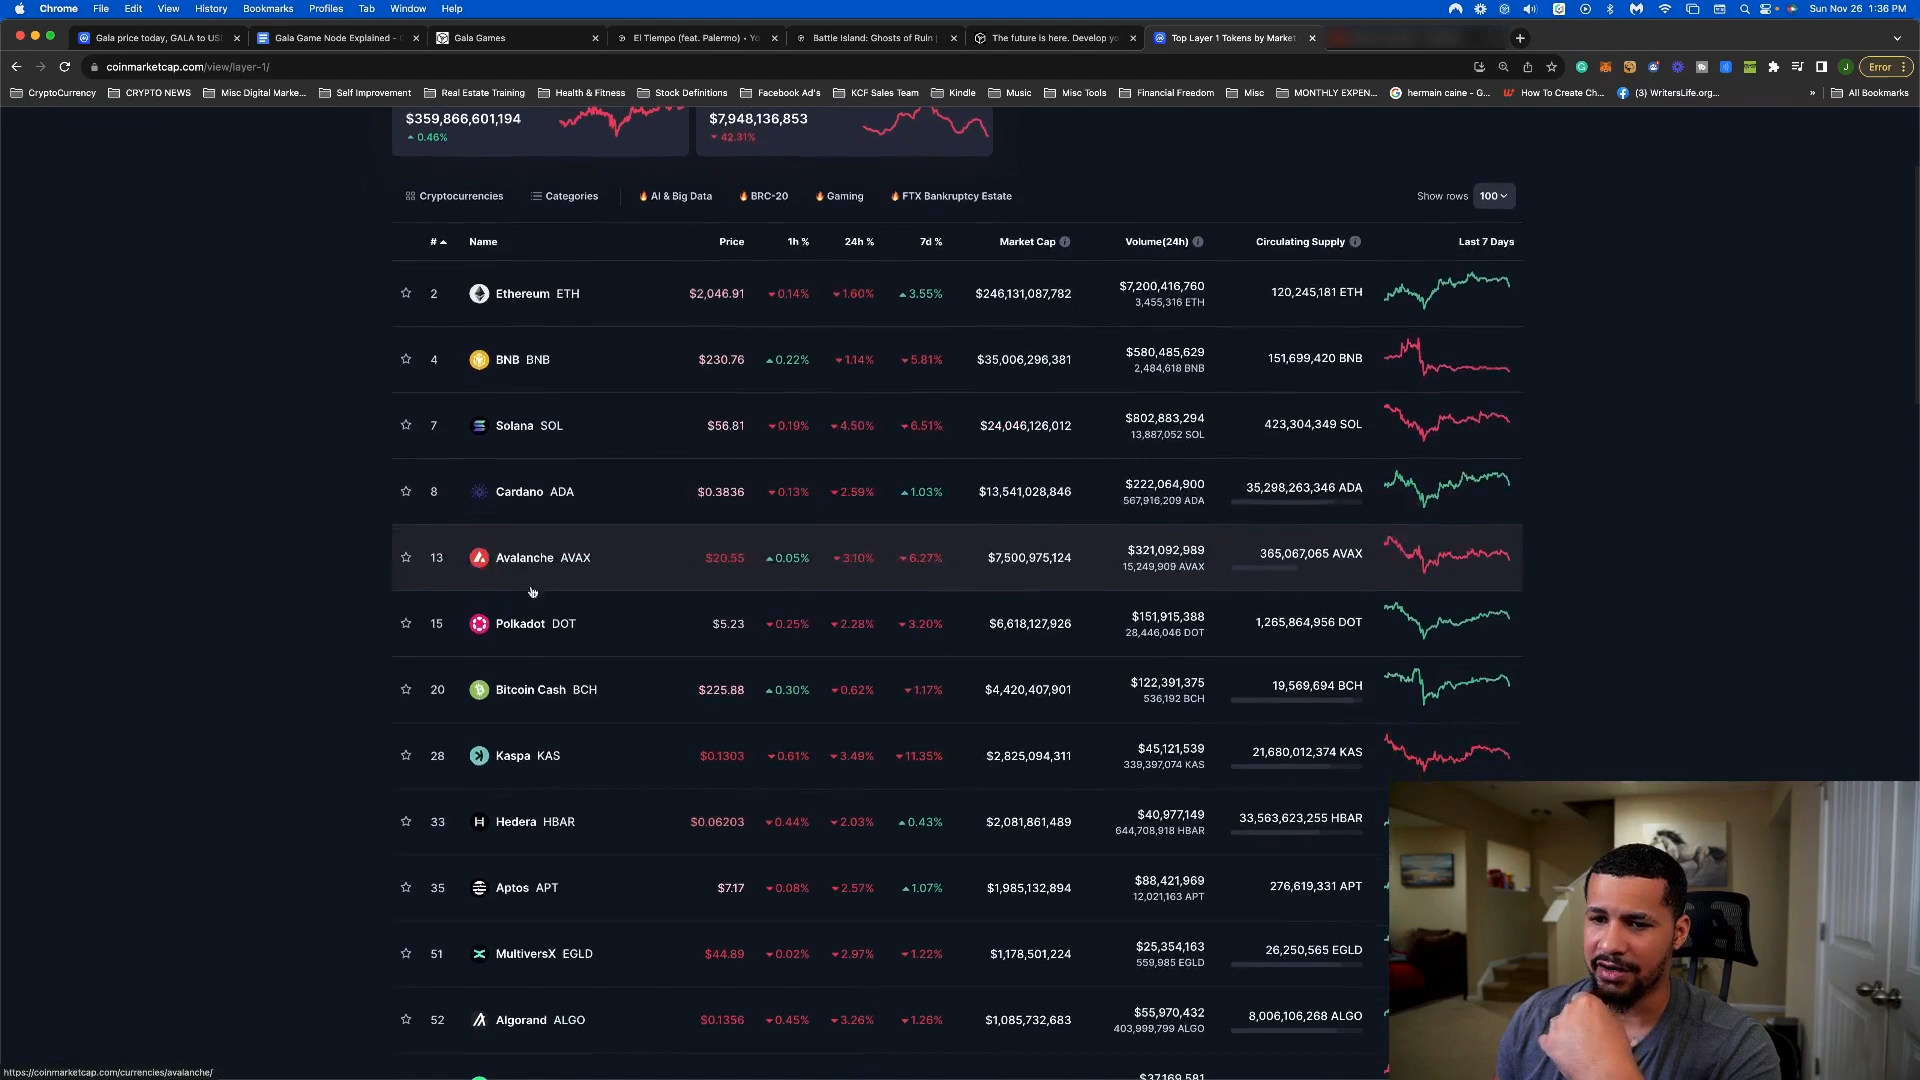 Chrome File Edit View History Bookmarks Profiles Tab Window Help Sun Nov 26 1:36 PM
Gala price today, GALA to USD Gala Game Node Explained - Gala Games El Tiempo (feat. Palermo) • Yo Battle Island: Ghosts of Ruin | The future is here. Develop yo Top Layer 1 Tokens by Market
coinmarketcap.com/view/layer-1/ Error
CryptoCurrency CRYPTO NEWS Misc Digital Marke... Self Improvement Real Estate Training Health & Fitness Stock Definitions Facebook Ad's KCF Sales Team Kindle Music Misc Tools Financial Freedom Misc MONTHLY EXPEN... hermain caine - G... How To Create Ch... (3) WritersLife.org... » All Bookmarks
$359,866,601,194 $7,948,136,853
0.46% 42.31%
Cryptocurrencies Categories AI & Big Data BRC-20 Gaming FTX Bankruptcy Estate Show rows 100
# Name Price 1h % 24h % 7d % Market Cap Volume(24h) Circulating Supply Last 7 Days
2 Ethereum ETH $2,046.91 0.14% 1.60% 3.55% $246,131,087,782 $7,200,416,760 120,245,181 ETH
3,455,316 ETH
4 BNB BNB $230.76 0.22% 1.14% 5.81% $35,006,296,381 $580,485,629 151,699,420 BNB
2,484,618 BNB
7 Solana SOL $56.81 0.19% 4.50% 6.51% $24,046,126,012 $802,883,294 423,304,349 SOL
13,887,052 SOL
8 Cardano ADA $0.3836 0.13% 2.59% 1.03% $13,541,028,846 $222,064,900 35,298,263,346 ADA
567,916,209 ADA
13 Avalanche AVAX $20.55 0.05% 3.10% 6.27% $7,500,975,124 $321,092,989 365,067,065 AVAX
15,249,909 AVAX
15 Polkadot DOT $5.23 0.25% 2.28% 3.20% $6,618,127,926 $151,915,388 1,265,864,956 DOT
28,446,046 DOT
20 Bitcoin Cash BCH $225.88 0.30% 0.62% 1.17% $4,420,407,901 $122,391,375 19,569,694 BCH
536,192 BCH
28 Kaspa KAS $0.1303 0.61% 3.49% 11.35% $2,825,094,311 $45,121,539 21,680,012,374 KAS
339,397,074 KAS
33 Hedera HBAR $0.06203 0.44% 2.03% 0.43% $2,081,861,489 $40,977,149 33,563,623,255 HBAR
644,708,918 HBAR
35 Aptos APT $7.17 0.08% 2.57% 1.07% $1,985,132,894 $88,421,969 276,619,331 APT
12,021,163 APT
51 MultiversX EGLD $44.89 0.02% 2.97% 1.22% $1,178,501,224 $25,354,163 26,250,565 EGLD
559,985 EGLD
52 Algorand ALGO $0.1356 0.45% 3.26% 1.26% $1,085,732,683 $55,970,432 8,006,106,268 ALGO
403,999,799 ALGO
$37,169,581
https://coinmarketcap.com/currencies/avalanche/